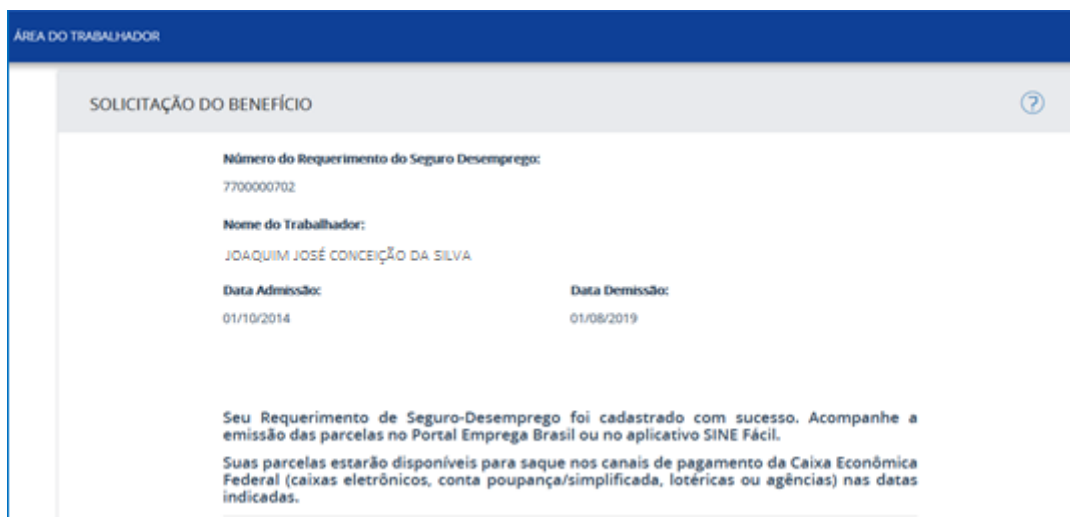 ÁREA DO TRABALHADOR
SOLICITAÇÃO DO BENEFÍCIO
?
Número do Requerimento do Seguro Desemprego:
7700000702
Nome do Trabalhador:
JOAQUIM JOSÉ CONCEIÇÃO DA SILVA
Data Admissão: Data Demissão:
01/10/2014 01/08/2019
Seu Requerimento de Seguro-Desemprego foi cadastrado com sucesso. Acompanhe a
emissão das parcelas no Portal Emprega Brasil ou no aplicativo SINE Fácil.
Suas parcelas estarão disponíveis para saque nos canais de pagamento da Caixa Econômica
Federal (caixas eletrônicos, conta poupança/simplificada, lotéricas ou agências) nas datas
indicadas.